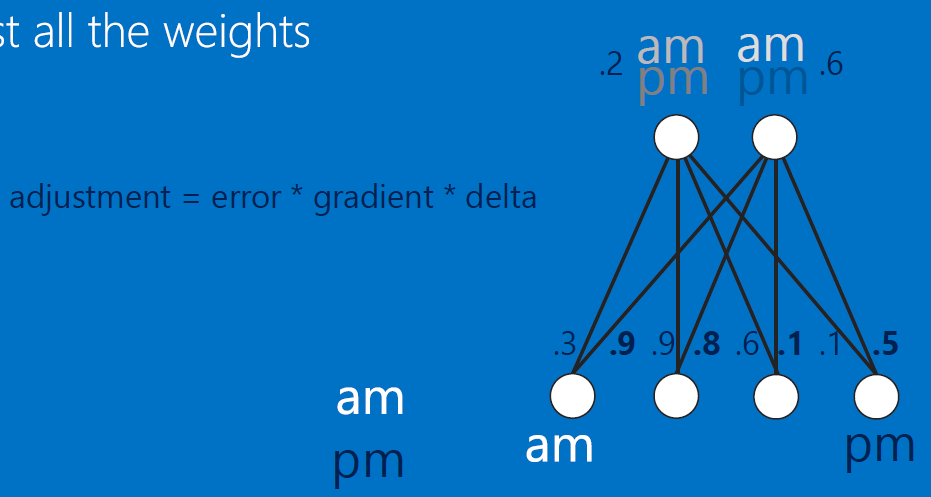 st all the weights
.2 am am .6
pm pm
adjustment = error * gradient * delta
.3 .9 .9 .8 .6 .1 .1 .5
am
am pm
pm